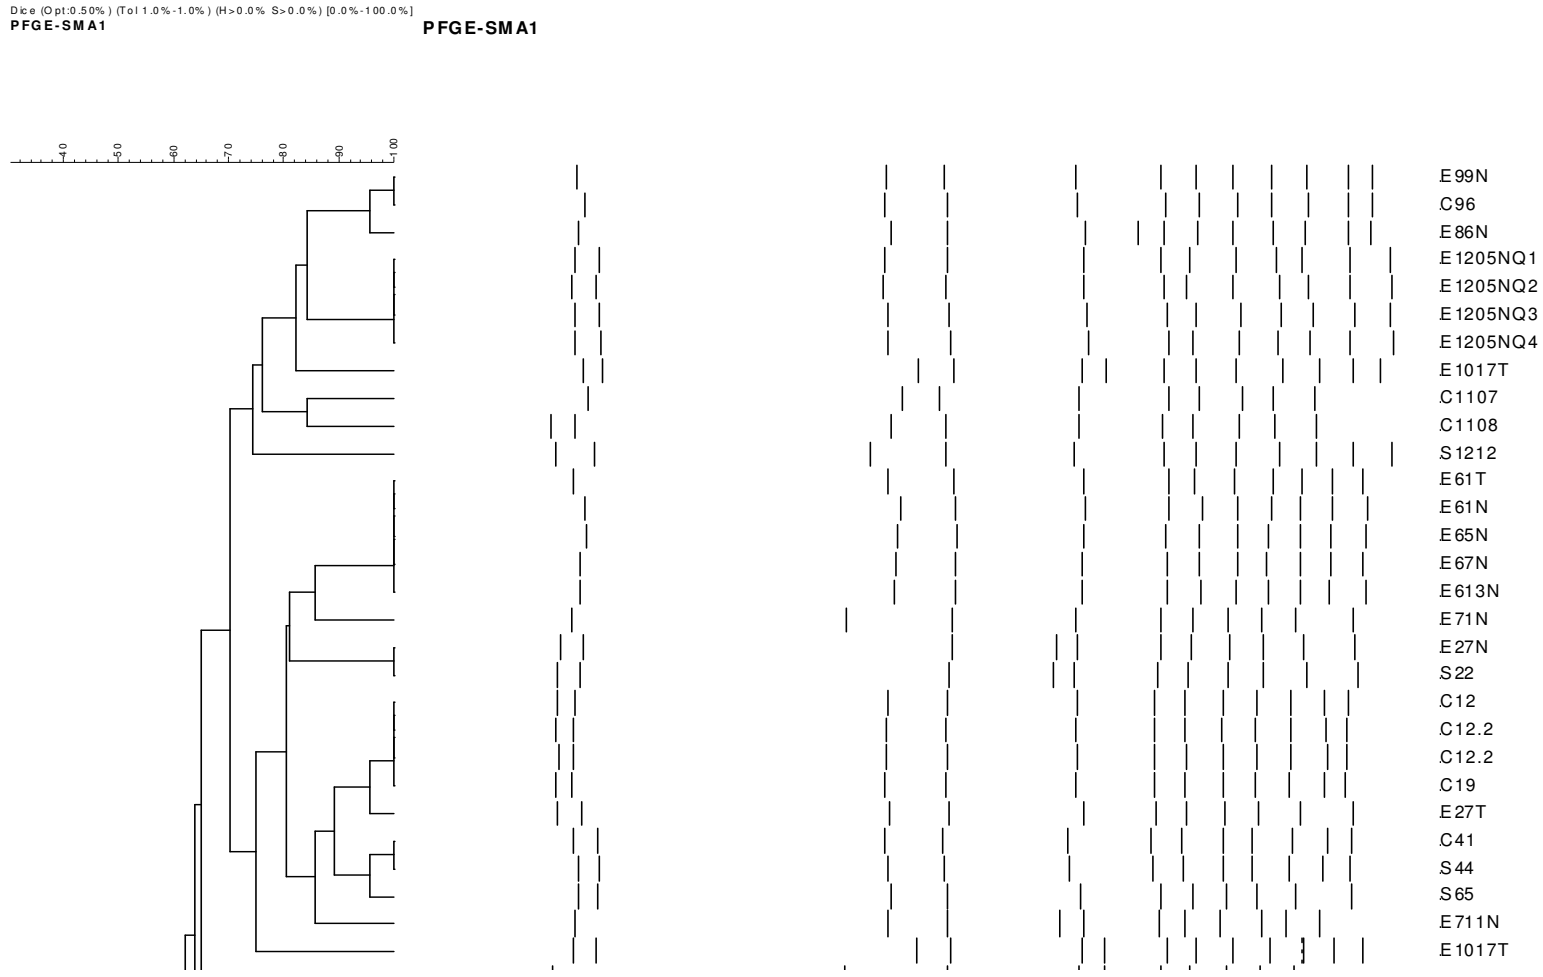 Dice (Opt:0.50%) (Tol 1.0%-1.0%) (H>0.0% S>0.0%) [0.0%-100.0%]
PFGE-SMA1 PFGE-SMA1
40 50 60 70 80 90 100
.E99N
.C96
.E86N
.E1205NQ1
.E1205NQ2
.E1205NQ3
.E1205NQ4
.E1017T
.C1107
.C1108
.S1212
.E61T
.E61N
.E65N
.E67N
.E613N
.E71N
.E27N
.S22
.C12
.C12.2
.C12.2
.C19
.E27T
.C41
.S44
.S65
.E711N
.E1017T